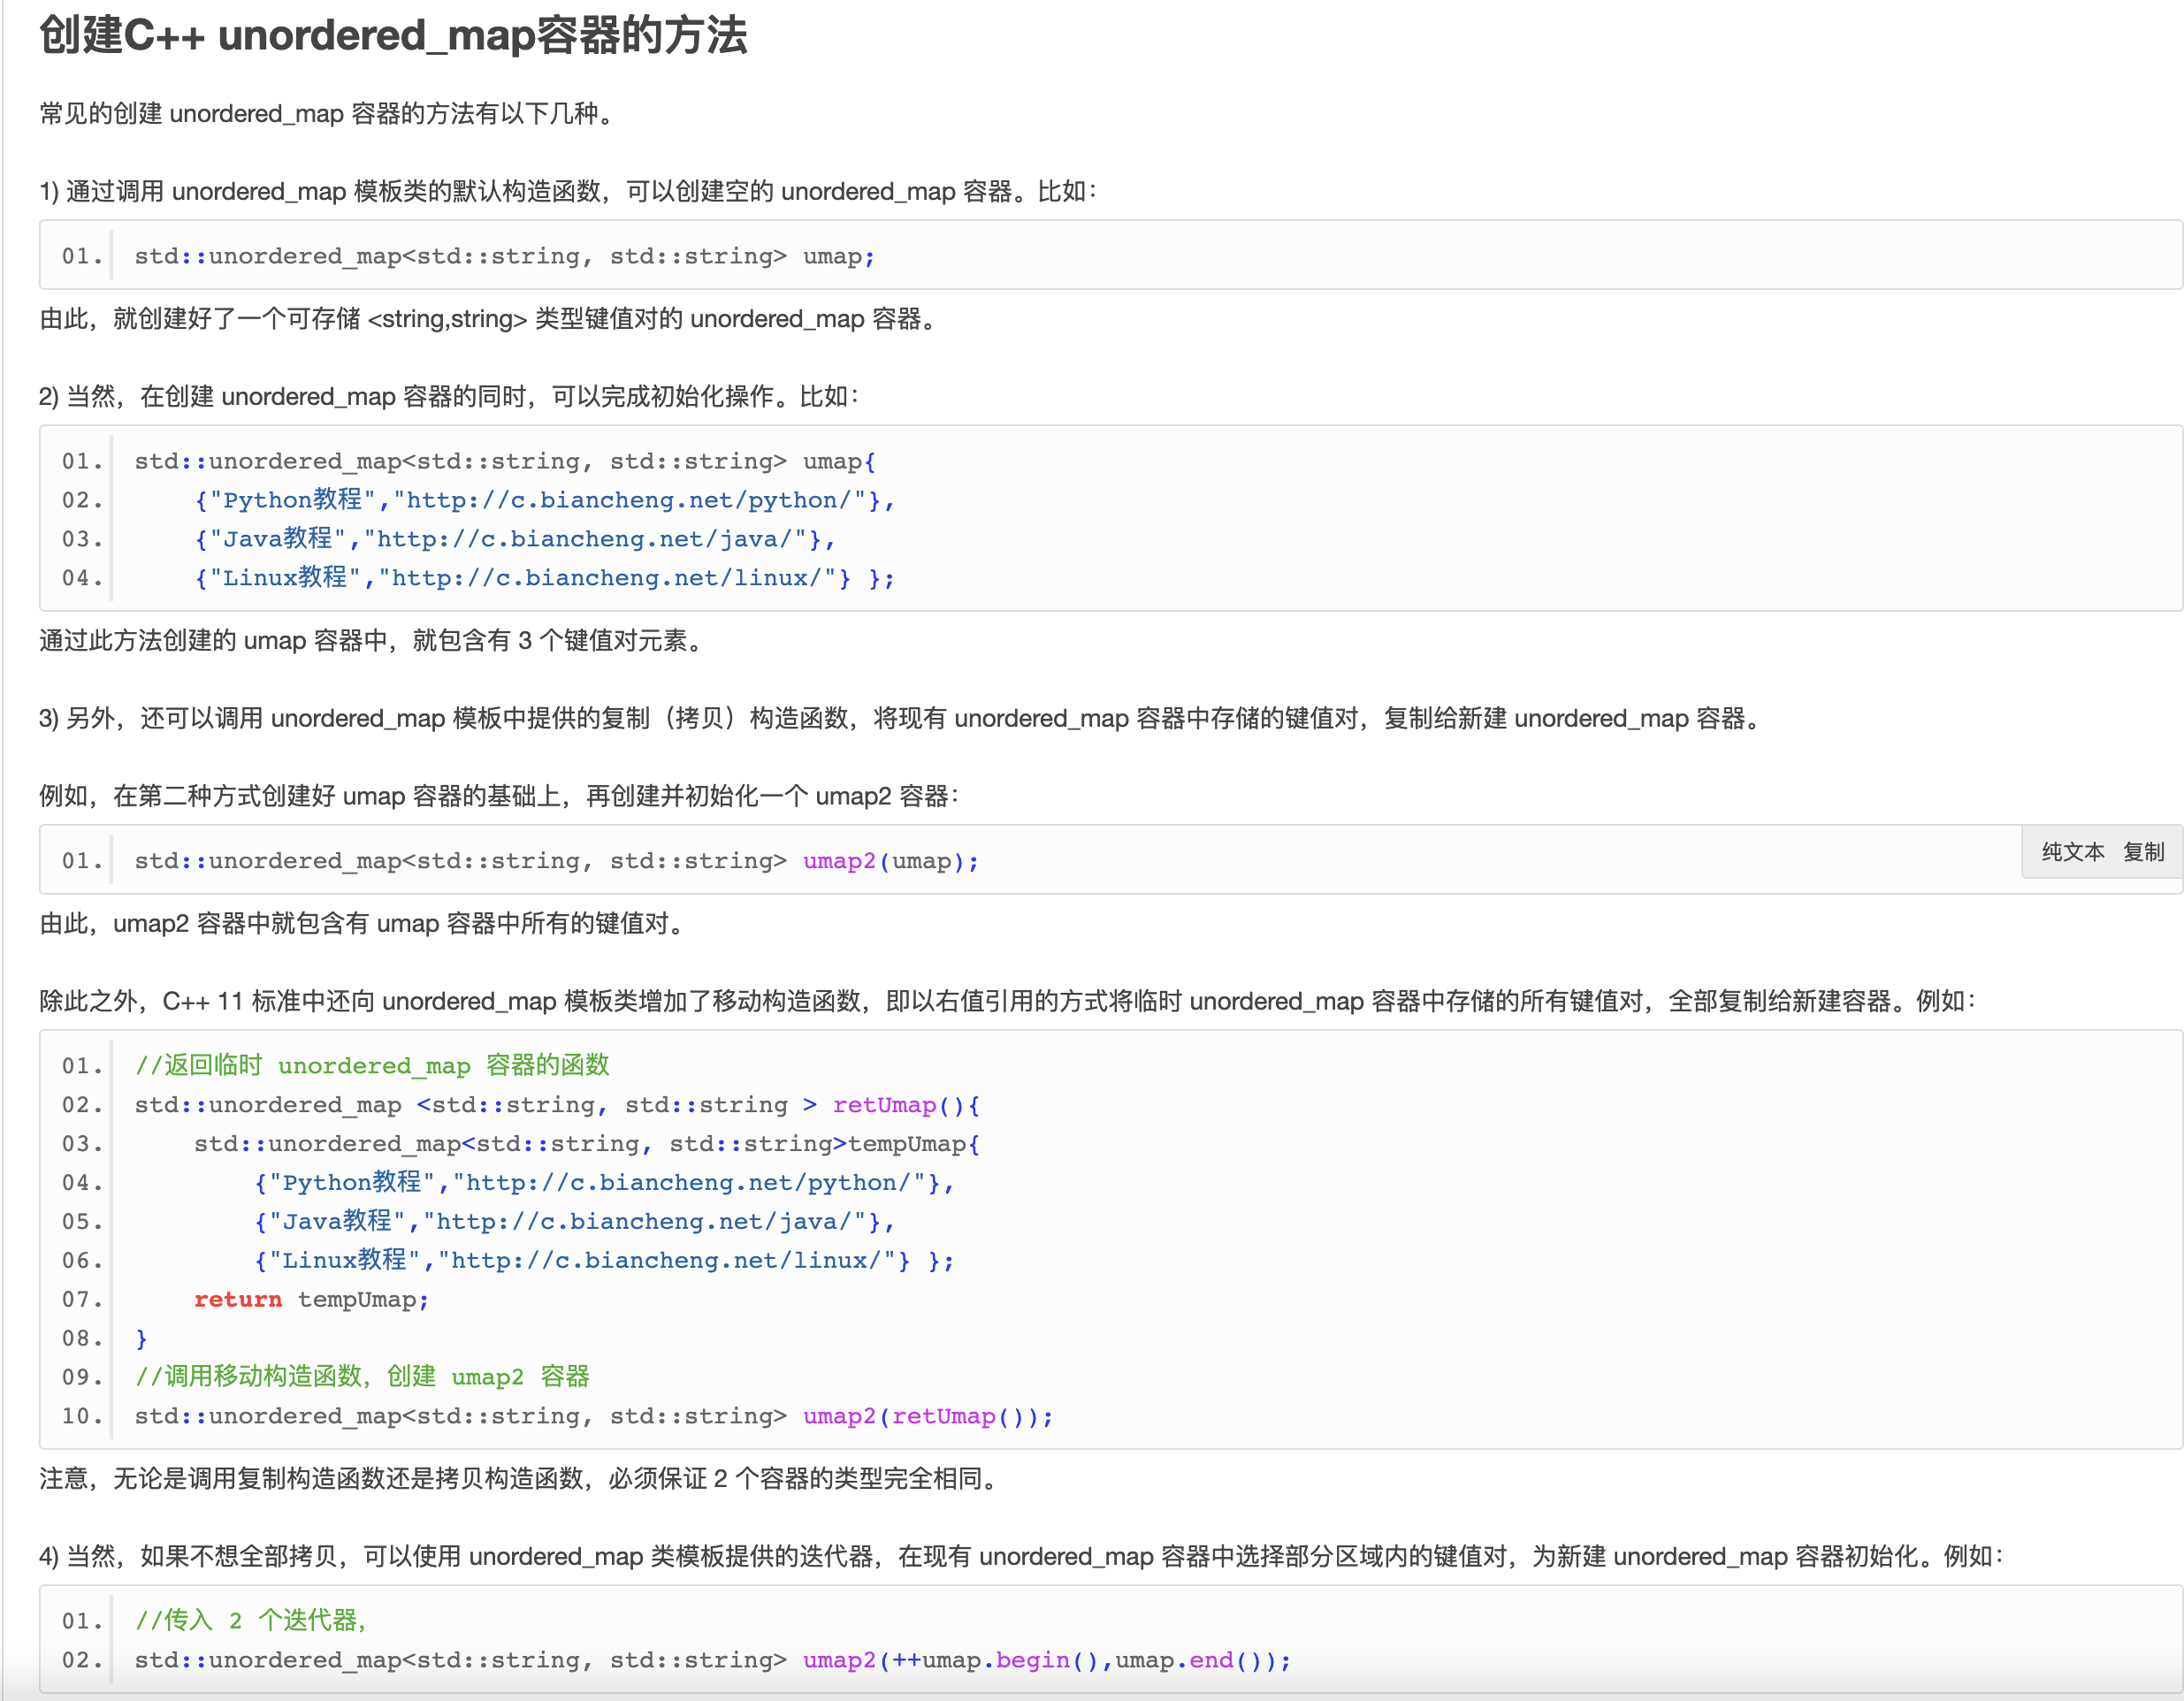 创建C++ unordered_map容器的方法
常见的创建 unordered_map 容器的方法有以下几种。
1) 通过调用 unordered_map 模板类的默认构造函数，可以创建空的 unordered_map 容器。比如：
01. std::unordered_map<std::string, std::string> umap;
由此，就创建好了一个可存储 <string,string> 类型键值对的 unordered_map 容器。
2) 当然，在创建 unordered_map 容器的同时，可以完成初始化操作。比如：
01. std::unordered_map<std::string, std::string> umap{
02.     {"Python教程","http://c.biancheng.net/python/"},
03.     {"Java教程","http://c.biancheng.net/java/"},
04.     {"Linux教程","http://c.biancheng.net/linux/"} };
通过此方法创建的 umap 容器中，就包含有 3 个键值对元素。
3) 另外，还可以调用 unordered_map 模板中提供的复制（拷贝）构造函数，将现有 unordered_map 容器中存储的键值对，复制给新建 unordered_map 容器。
例如，在第二种方式创建好 umap 容器的基础上，再创建并初始化一个 umap2 容器：
纯文本 复制
01. std::unordered_map<std::string, std::string> umap2(umap);
由此，umap2 容器中就包含有 umap 容器中所有的键值对。
除此之外，C++ 11 标准中还向 unordered_map 模板类增加了移动构造函数，即以右值引用的方式将临时 unordered_map 容器中存储的所有键值对，全部复制给新建容器。例如：
01. //返回临时 unordered_map 容器的函数
02. std::unordered_map <std::string, std::string > retUmap(){
03.     std::unordered_map<std::string, std::string>tempUmap{
04.         {"Python教程","http://c.biancheng.net/python/"},
05.         {"Java教程","http://c.biancheng.net/java/"},
06.         {"Linux教程","http://c.biancheng.net/linux/"} };
07.     return tempUmap;
08. }
09. //调用移动构造函数，创建 umap2 容器
10. std::unordered_map<std::string, std::string> umap2(retUmap());
注意，无论是调用复制构造函数还是拷贝构造函数，必须保证 2 个容器的类型完全相同。
4) 当然，如果不想全部拷贝，可以使用 unordered_map 类模板提供的迭代器，在现有 unordered_map 容器中选择部分区域内的键值对，为新建 unordered_map 容器初始化。例如：
01. //传入 2 个迭代器，
02. std::unordered_map<std::string, std::string> umap2(++umap.begin(),umap.end());